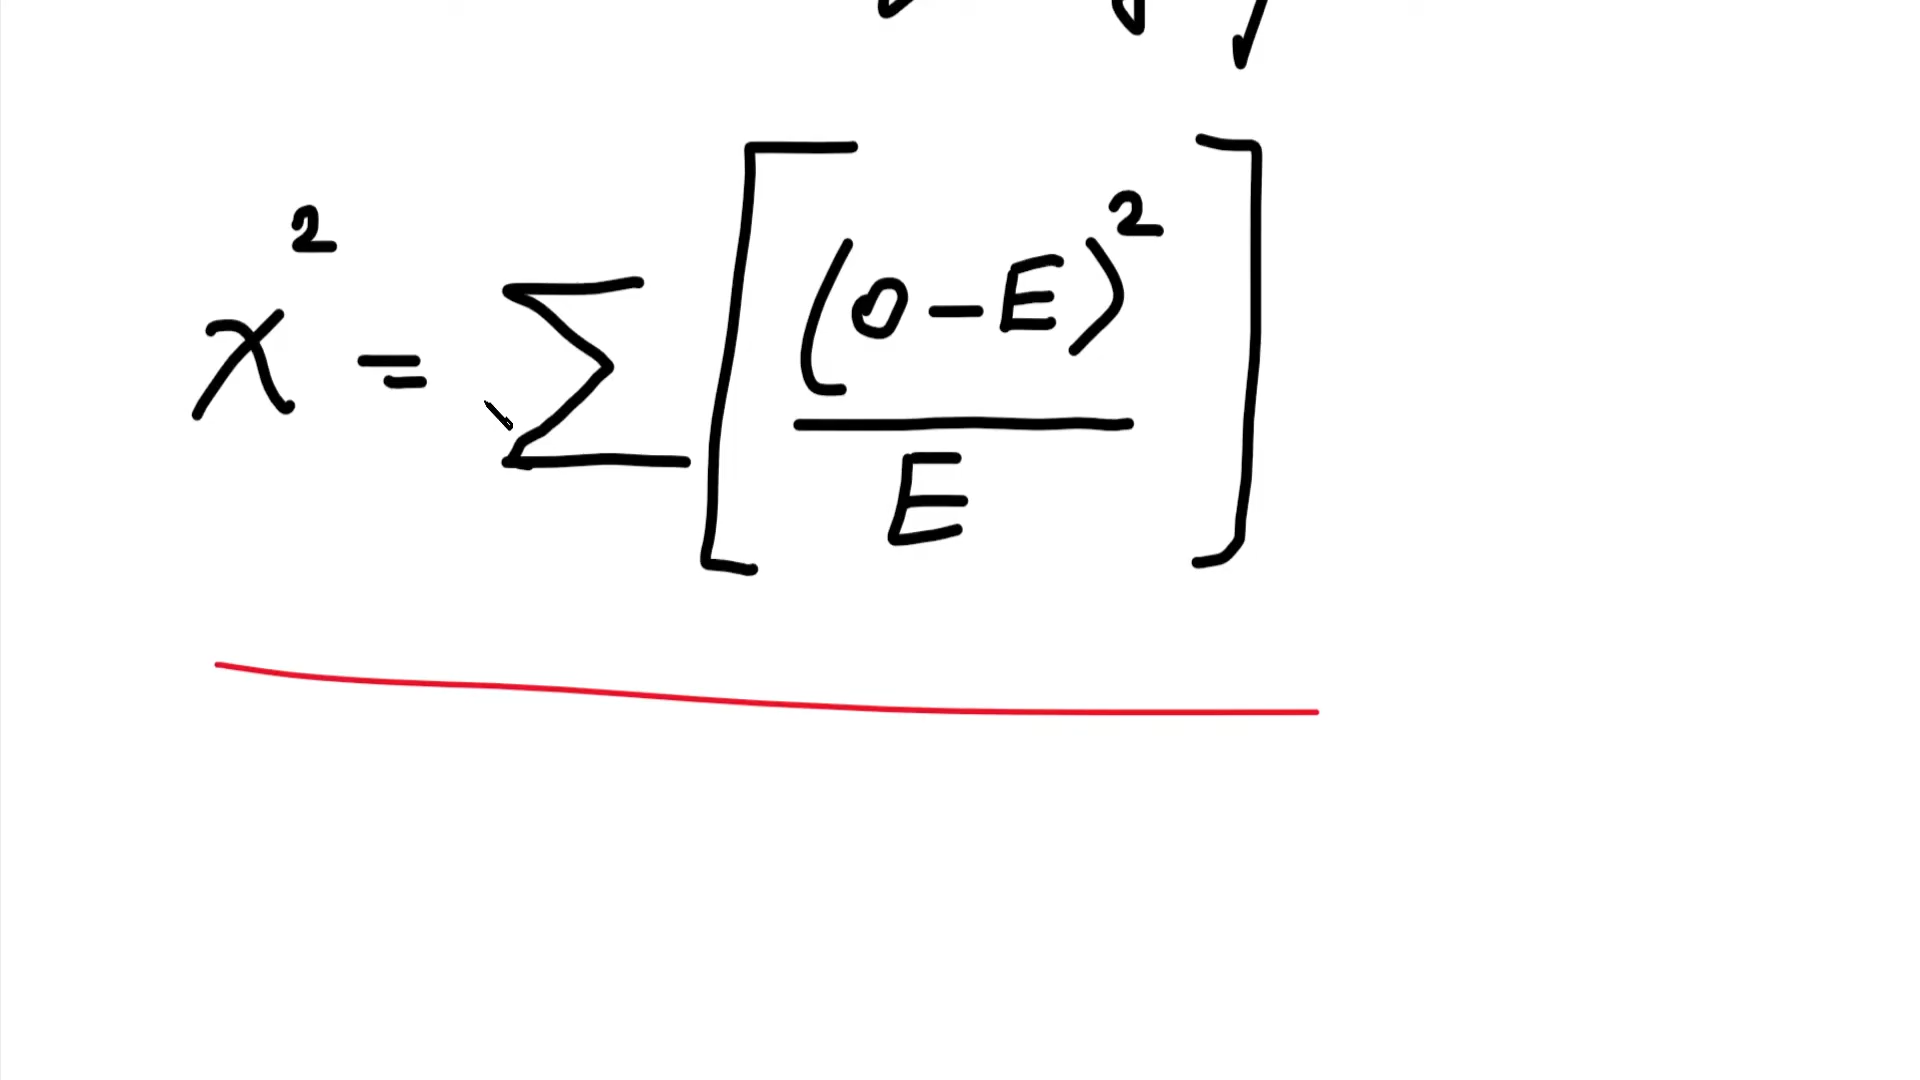 χ² = Σ [(O-E)² / E]